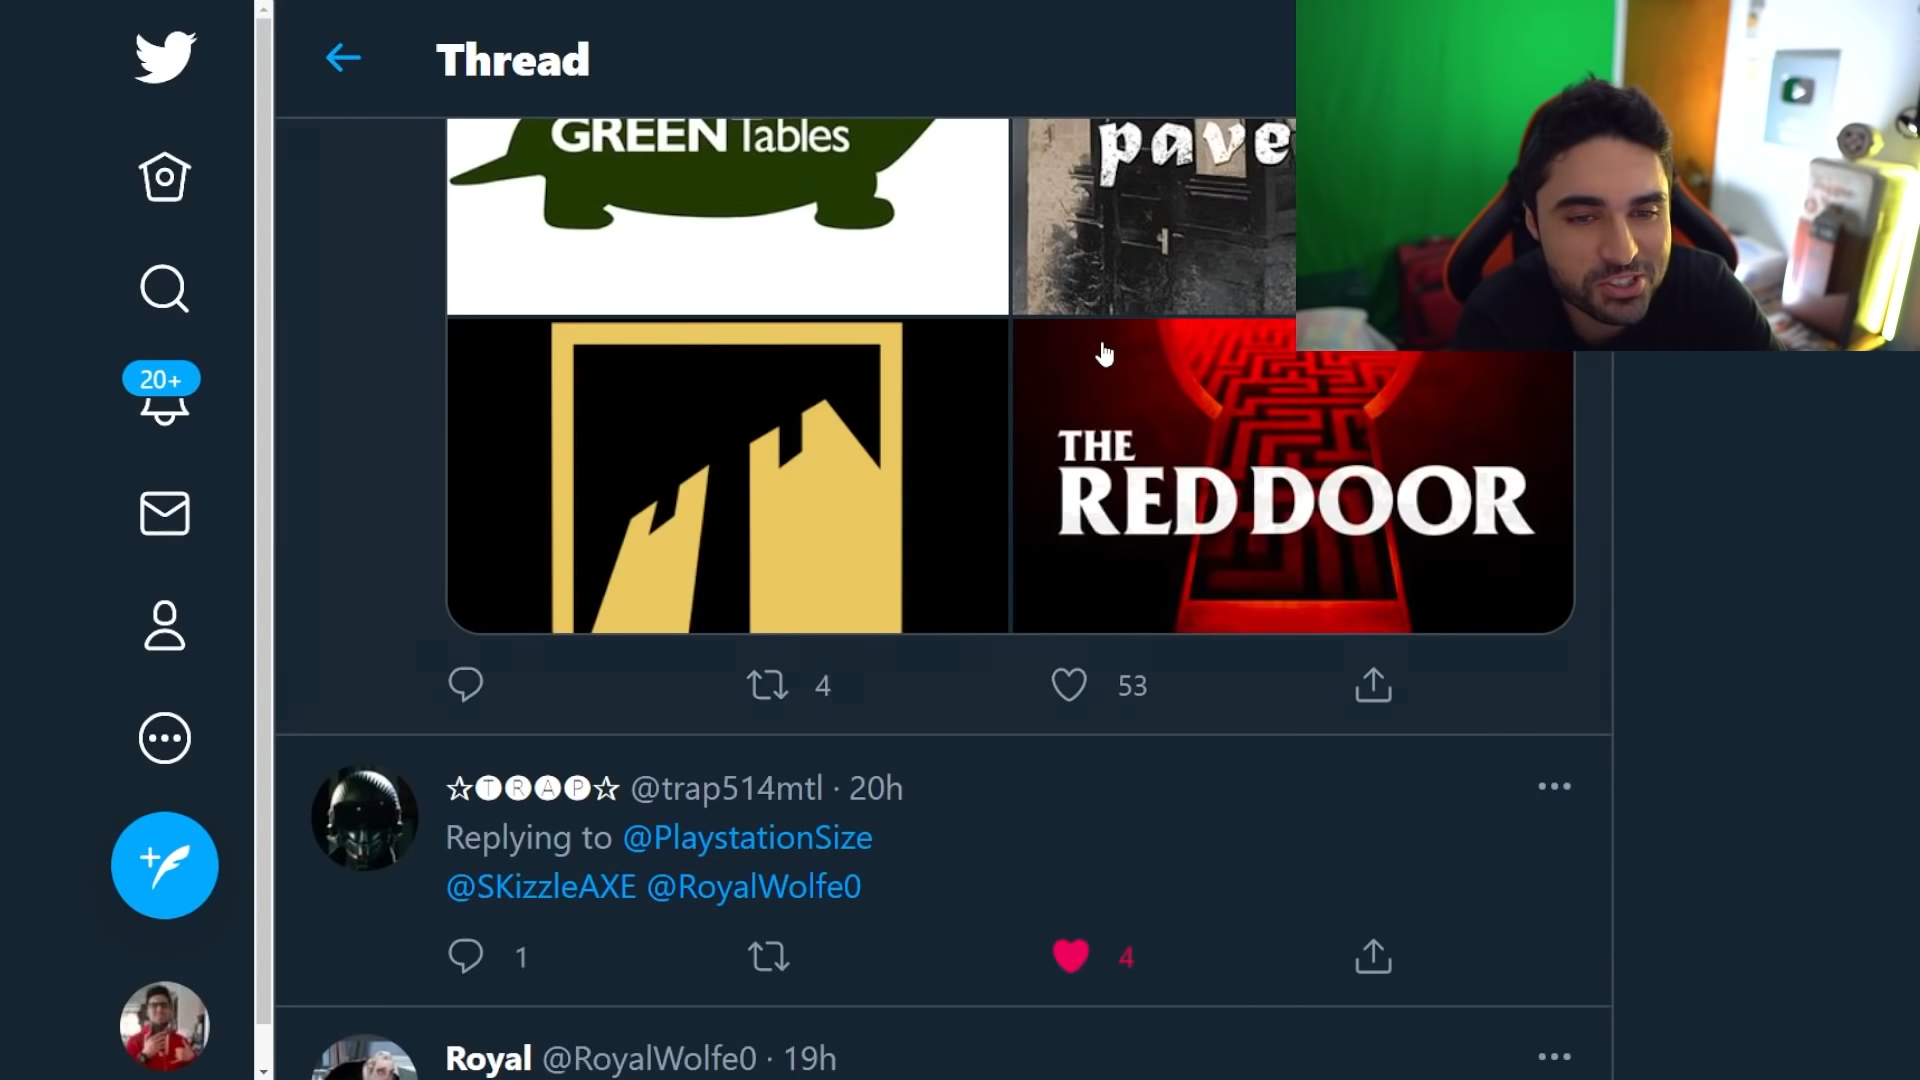 Thread
GREEN Tables
pave
20+
THE
RED DOOR
4
53
☆🅣🅡🅐🅟☆ @trap514mtl · 20h
Replying to @PlaystationSize
@SKizzleAXE @RoyalWolfe0
1
4
Royal @RoyalWolfe0 · 19h